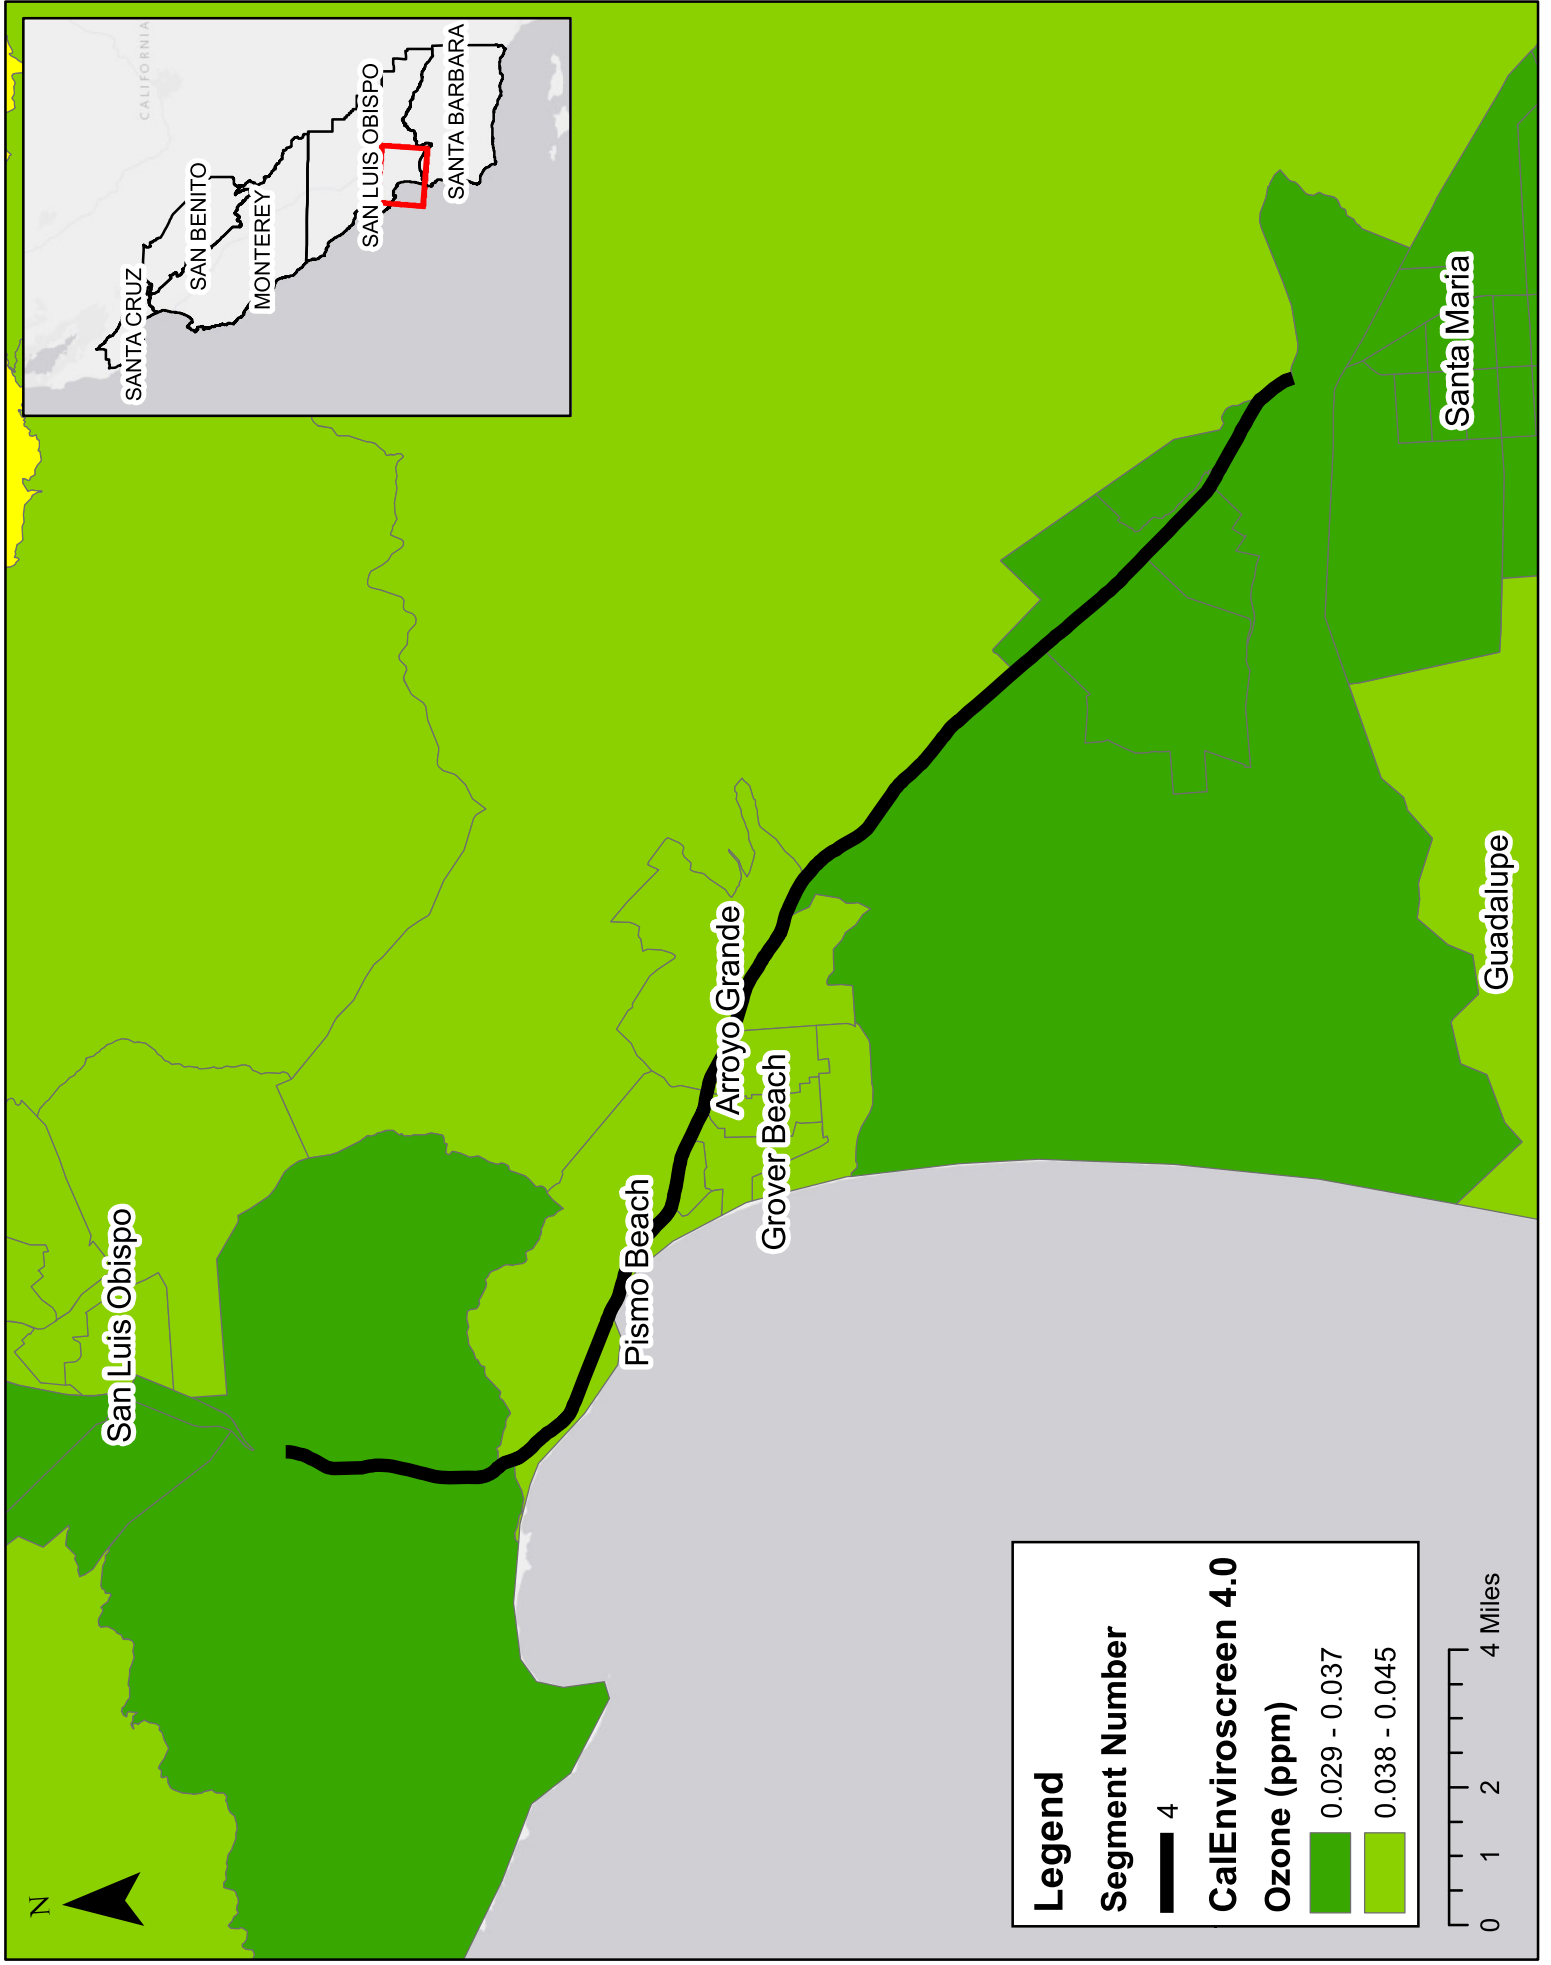 N
San Luis Obispo
Pismo Beach
Arroyo Grande
Grover Beach
Guadalupe
Santa Maria
CALIFORNIA
SANTA CRUZ
SAN BENITO
MONTEREY
SAN LUIS OBISPO
SANTA BARBARA
Legend
Segment Number
4
CalEnviroscreen 4.0
Ozone (ppm)
0.029 - 0.037
0.038 - 0.045
0 1 2 4 Miles